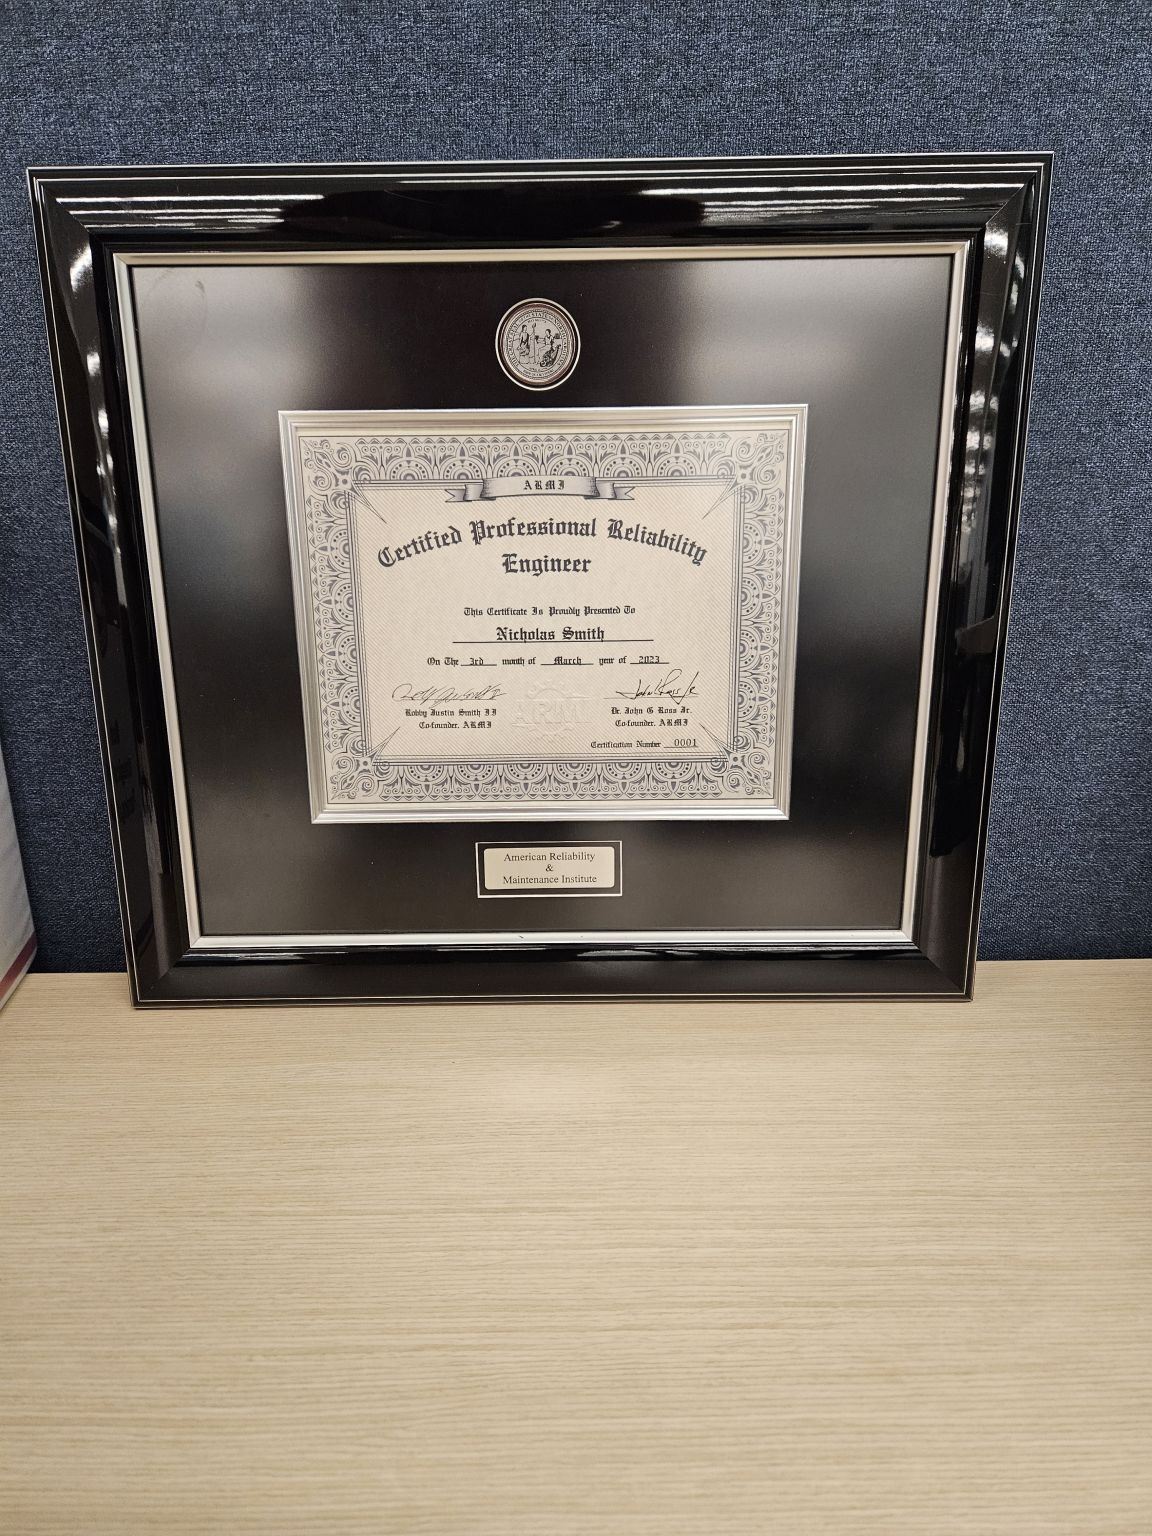 ARMI
Certified Professional Reliability
Engineer
This Certificate Is Proudly Presented To
Nicholas Smith
On The 3rd month of March year of 2023
Robby Justin Smith II
Dr. John G Ross Jr.
Co-founder, ARMI
Co-founder, ARMI
ARMI
Certification Number 0001
American Reliability
&
Maintenance Institute